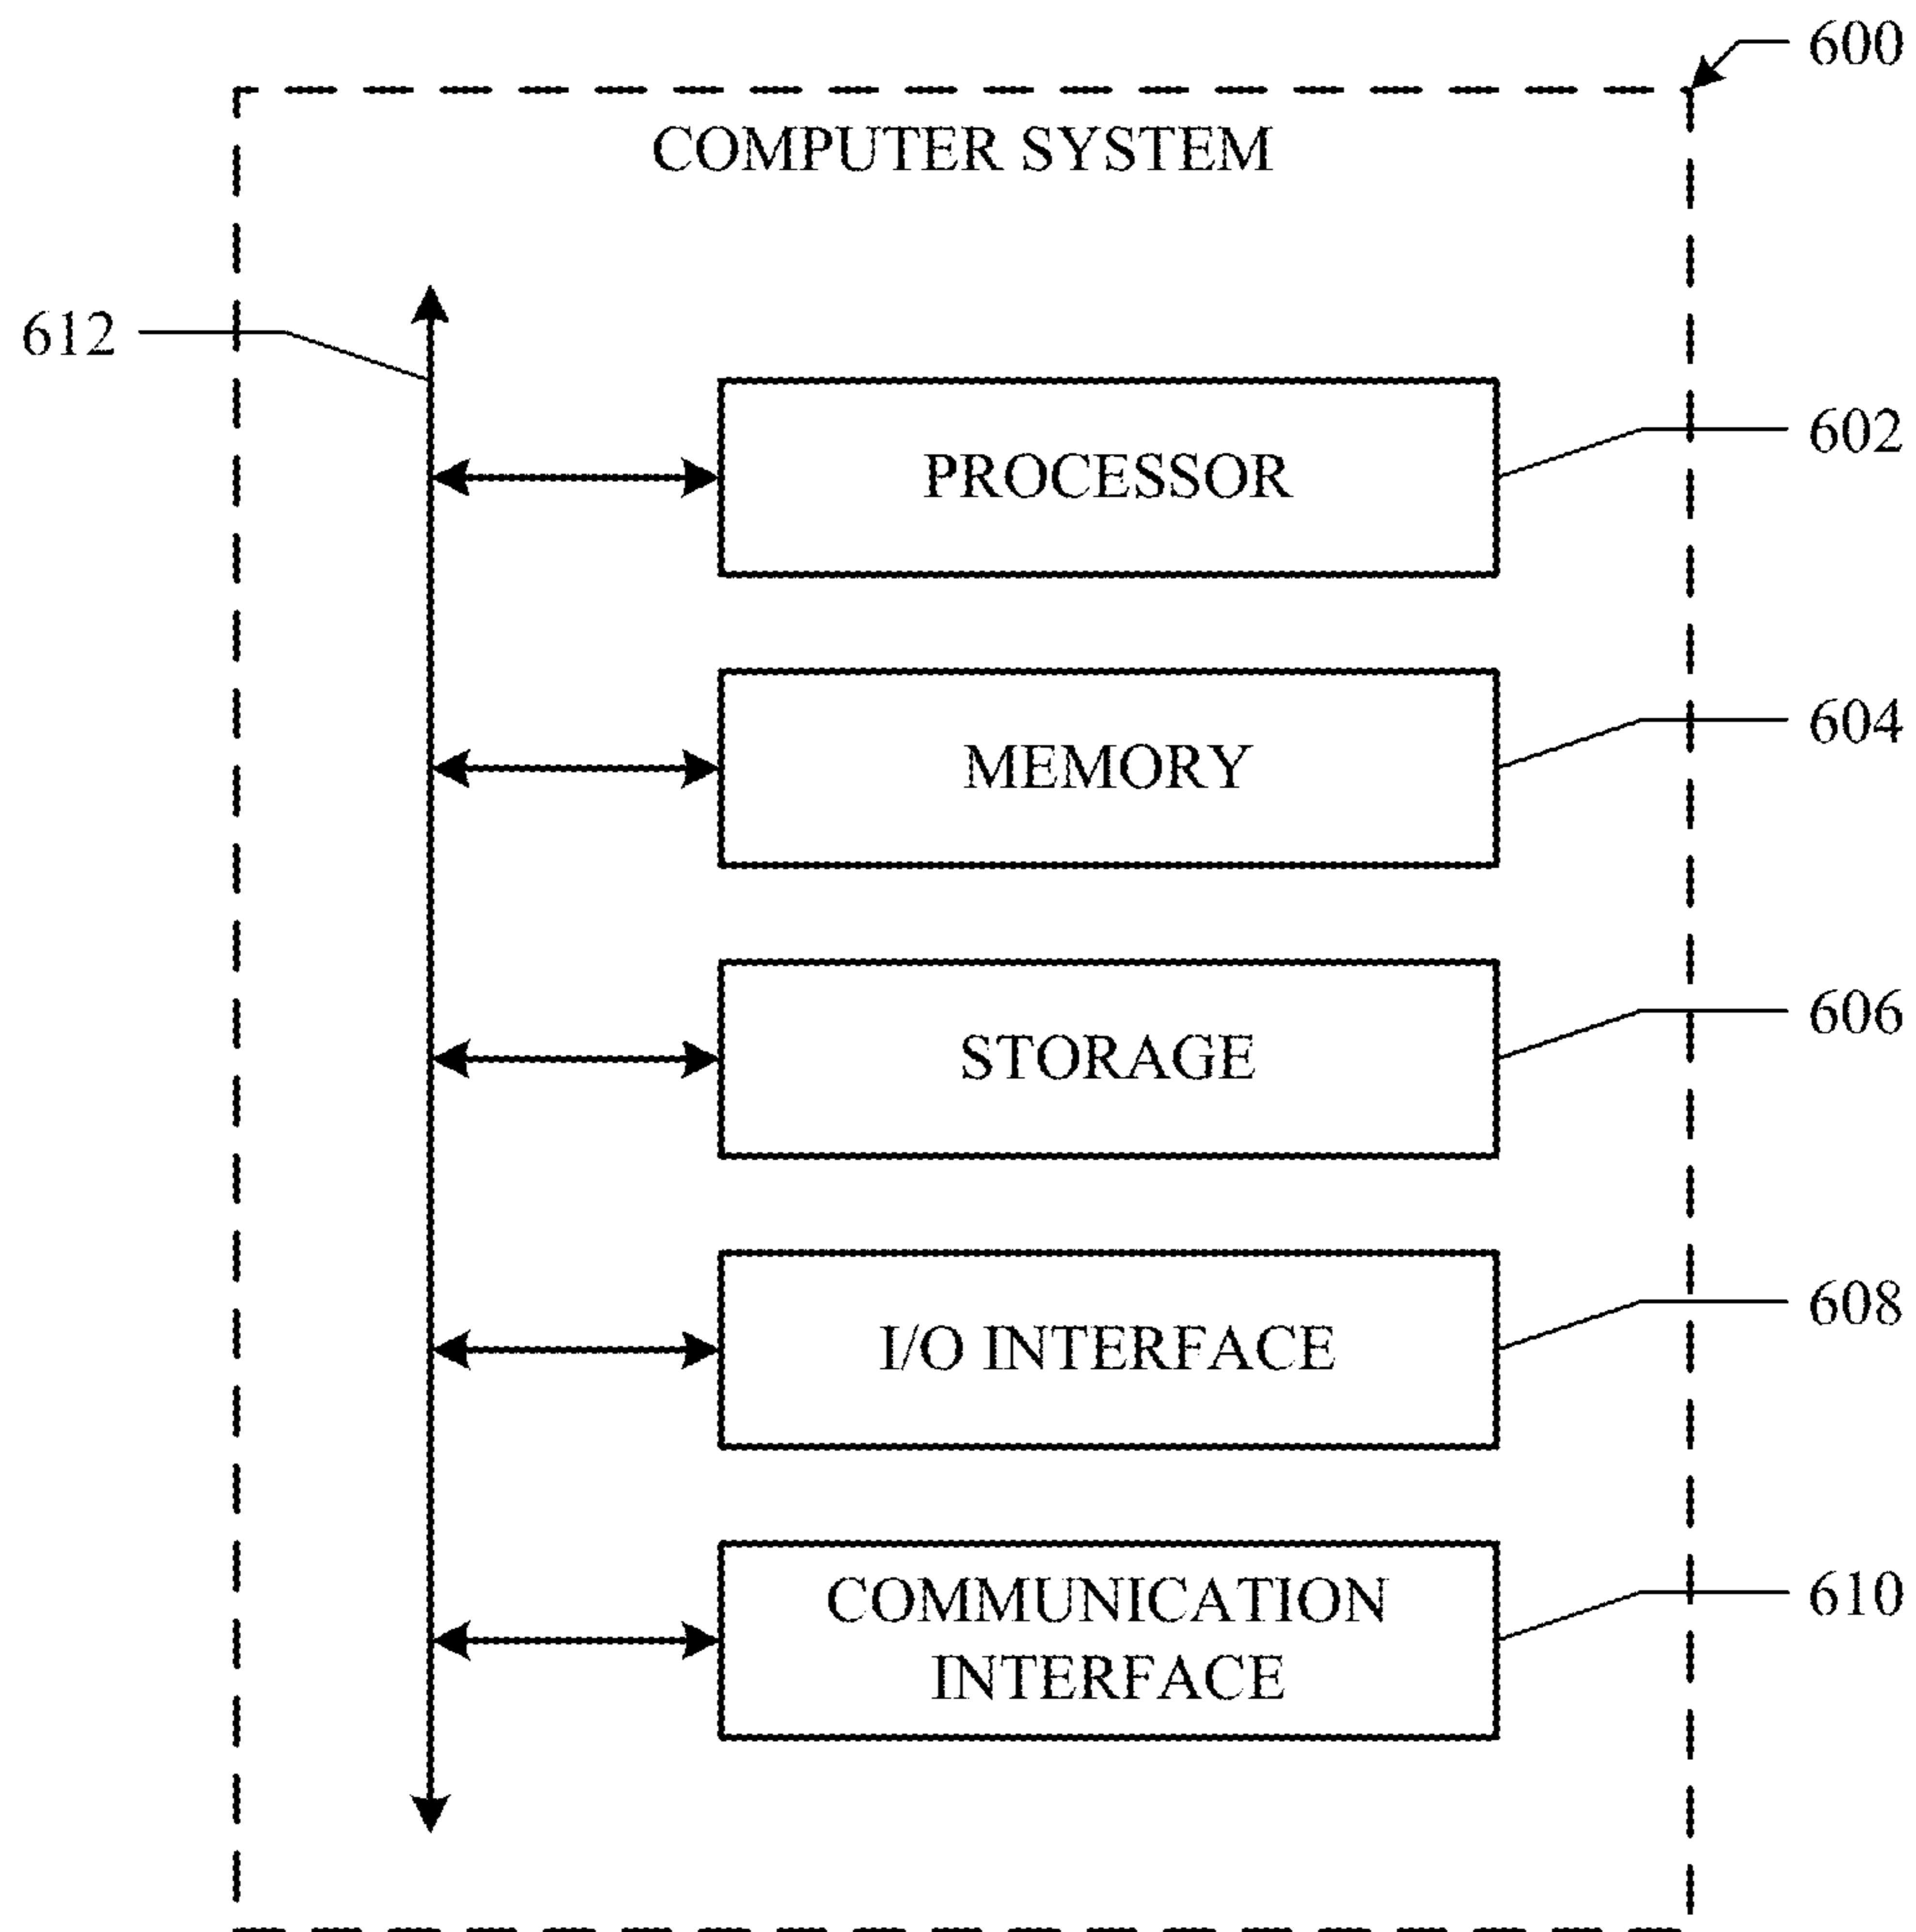 600
COMPUTER SYSTEM
612
602
PROCESSOR
604
MEMORY
606
STORAGE
608
I/O INTERFACE
610
COMMUNICATION
INTERFACE